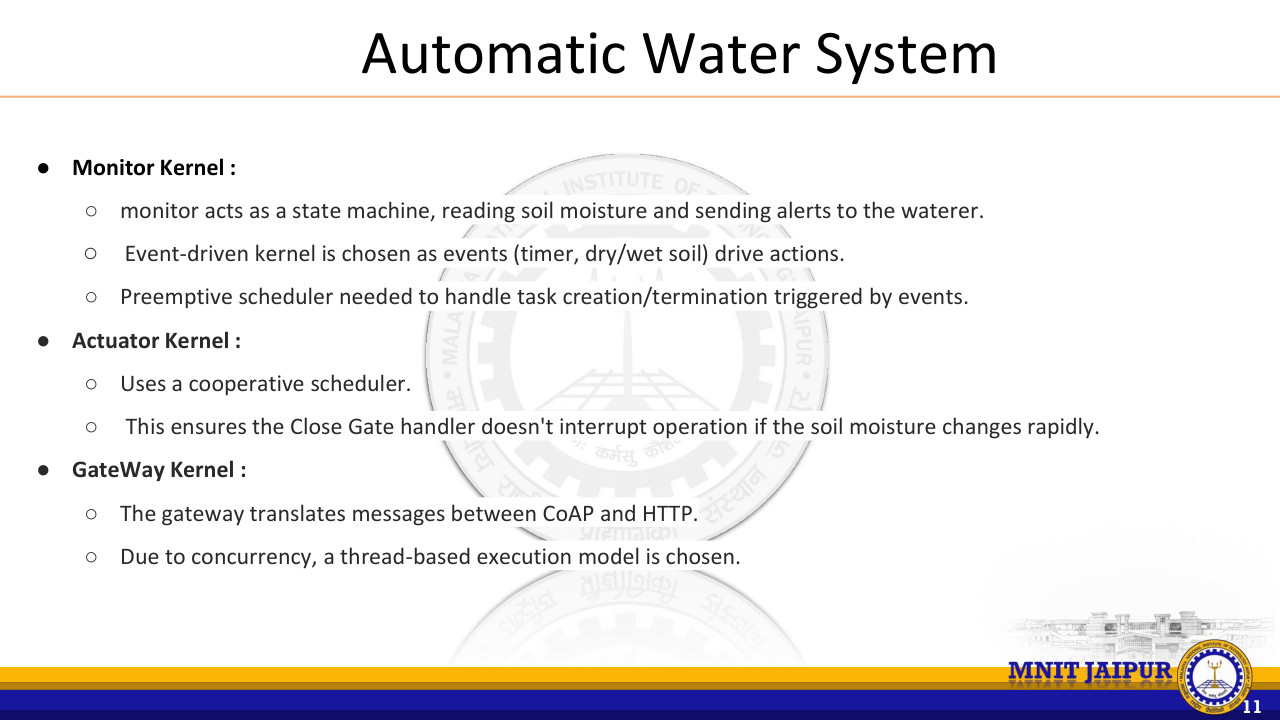 Automatic Water System
● Monitor Kernel :
○ monitor acts as a state machine, reading soil moisture and sending alerts to the waterer.
○ Event-driven kernel is chosen as events (timer, dry/wet soil) drive actions.
○ Preemptive scheduler needed to handle task creation/termination triggered by events.
● Actuator Kernel :
○ Uses a cooperative scheduler.
○ This ensures the Close Gate handler doesn't interrupt operation if the soil moisture changes rapidly.
● GateWay Kernel :
○ The gateway translates messages between CoAP and HTTP.
○ Due to concurrency, a thread-based execution model is chosen.
MNIT JAIPUR
11